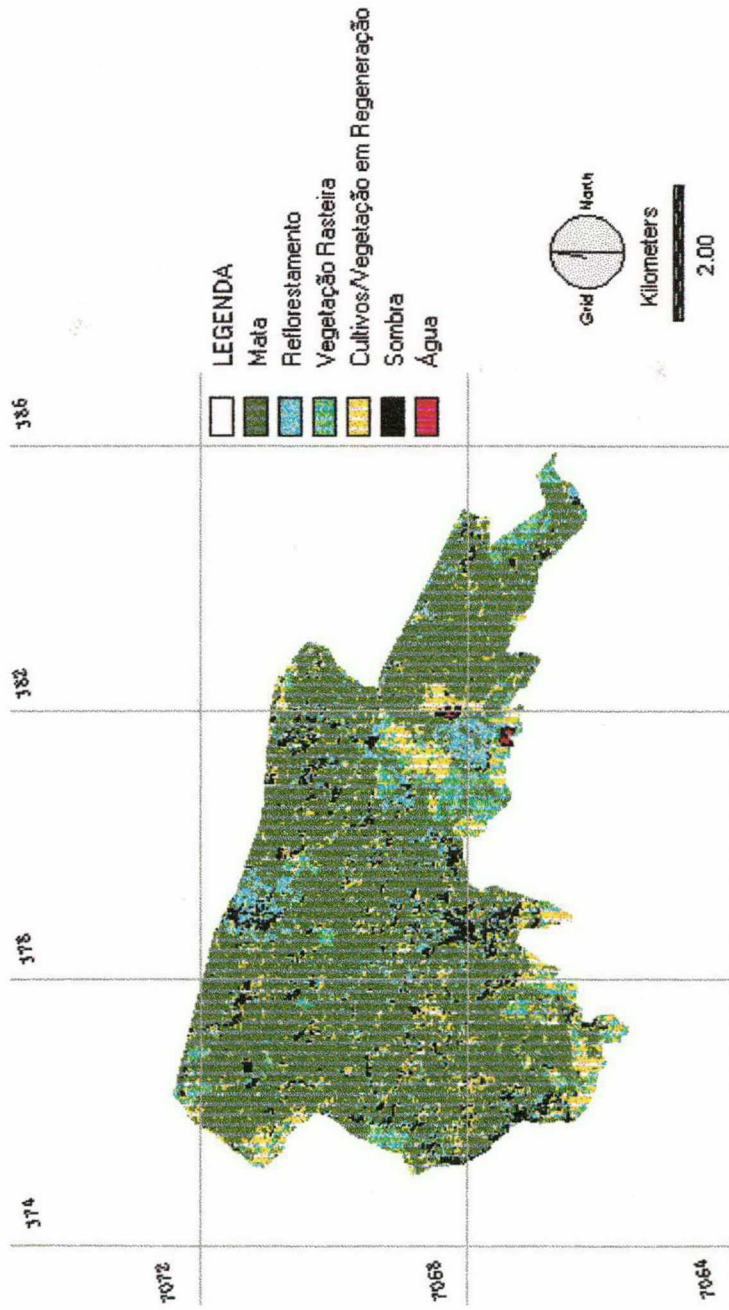 374
378
382
386
7072
7068
7064
LEGENDA
Mata
Reflorestamento
Vegetação Rasteira
Cultivos/Vegetação em Regeneração
Sombra
Água
Grid
North
Kilometers
2.00